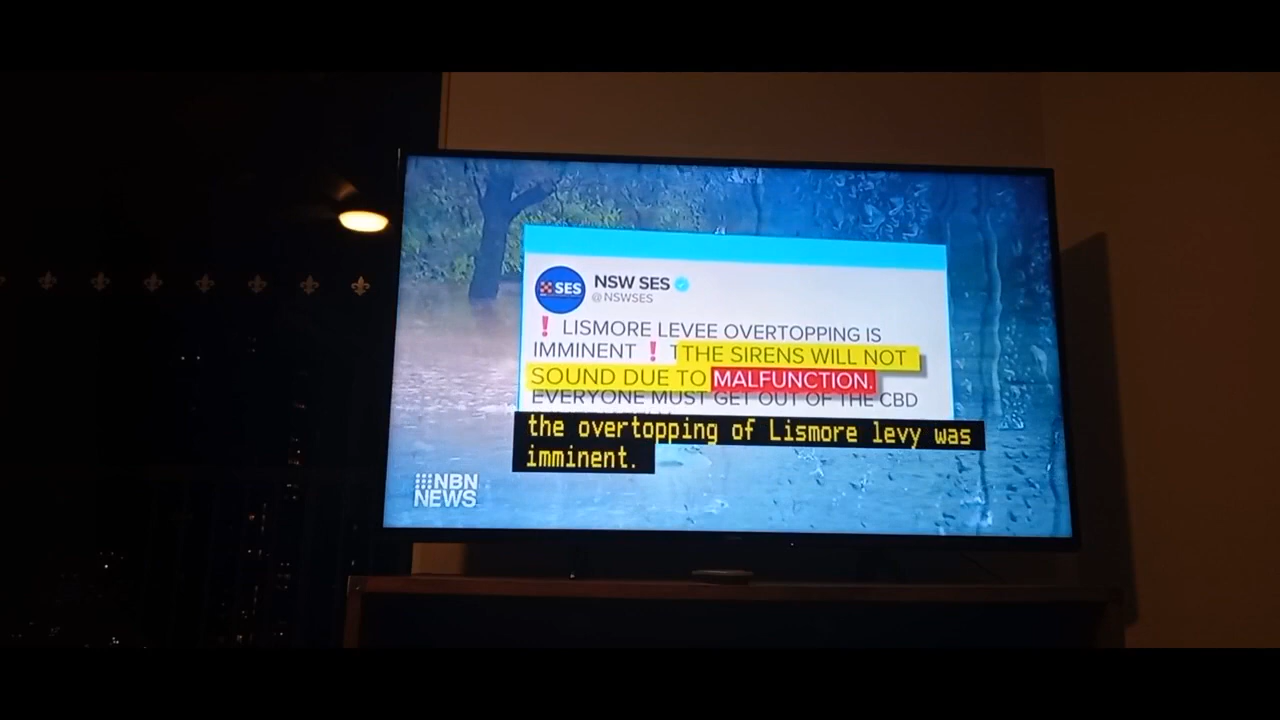 SES
NSW SES
@NSWSES
❗ LISMORE LEVEE OVERTOPPING IS
IMMINENT ❗ T THE SIRENS WILL NOT
SOUND DUE TO MALFUNCTION.
EVERYONE MUST GET OUT OF THE CBD
the overtopping of Lismore levy was
imminent.
NBN
NEWS